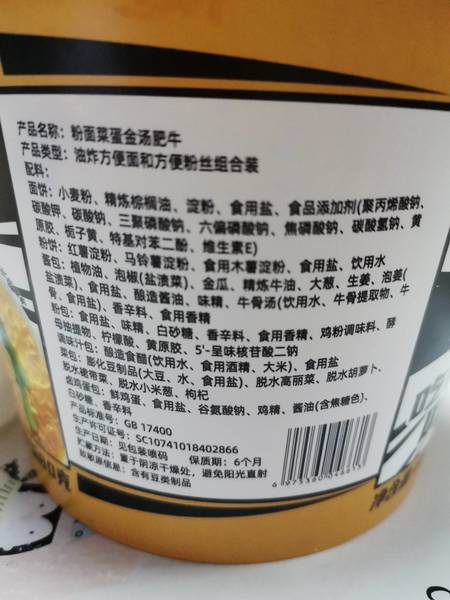 产品名称：粉面菜蛋金汤肥牛
产品类型：油炸方便面和方便粉丝组合装
配料：
面饼：小麦粉、精炼棕榈油、淀粉、食用盐、食品添加剂(聚丙烯酸钠、
碳酸钾、碳酸钠、三聚磷酸钠、六偏磷酸钠、焦磷酸钠、碳酸氢钠、黄
原胶、栀子黄、特基对苯二酚、维生素E)
粉饼：红薯淀粉、马铃薯淀粉、食用木薯淀粉、食用盐、饮用水
酱包：植物油、泡椒(盐渍菜)、金瓜、精炼牛油、大葱、生姜、泡姜(
盐渍菜)、食用盐、酿造酱油、味精、牛骨汤(饮用水、牛骨提取物、牛
骨、食用盐)、香辛料、食用香精
粉包：食用盐、味精、白砂糖、香辛料、食用香精、鸡粉调味料、酵
母抽提物、柠檬酸、黄原胶、5'-呈味核苷酸二钠
调味汁包：酿造食醋(饮用水、食用酒精、大米)、食用盐
菜包：膨化豆制品(大豆、水、食用盐)、脱水高丽菜、脱水胡萝卜、
脱水裙带菜、脱水小米葱、枸杞
卤鸡蛋包：鲜鸡蛋、食用盐、谷氨酸钠、鸡精、酱油(含焦糖色)、
白砂糖、香辛料
产品标准号：GB 17400
生产许可证号：SC10741018402866
生产日期：见包装喷码 保质期：6个月
贮藏方法：置于阴凉干燥处，避免阳光直射
致敏原信息：含有豆类制品